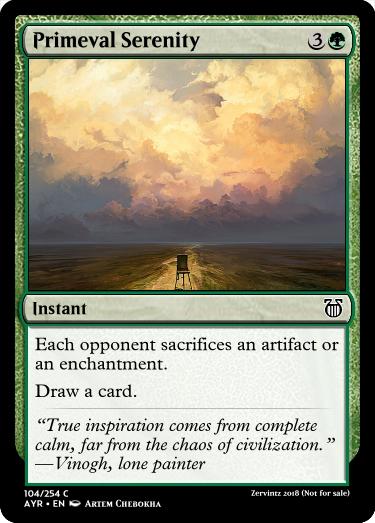 Primeval Serenity 3
Instant
Each opponent sacrifices an artifact or
an enchantment.
Draw a card.
“True inspiration comes from complete
calm, far from the chaos of civilization.”
—Vinogh, lone painter
104/254 C
AYR • EN Artem Chebokha
Zervintz 2018 (Not for sale)